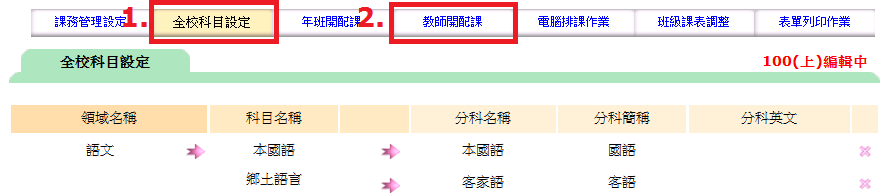 課務管理設定 1. 全校科目設定 年班開配課 2. 教師開配課 電腦排課作業 班級課表調整 表單列印作業
全校科目設定 100(上)編輯中
領域名稱 科目名稱 分科名稱 分科簡稱 分科英文
語文 本國語 本國語 國語
鄉土語言 客家語 客語